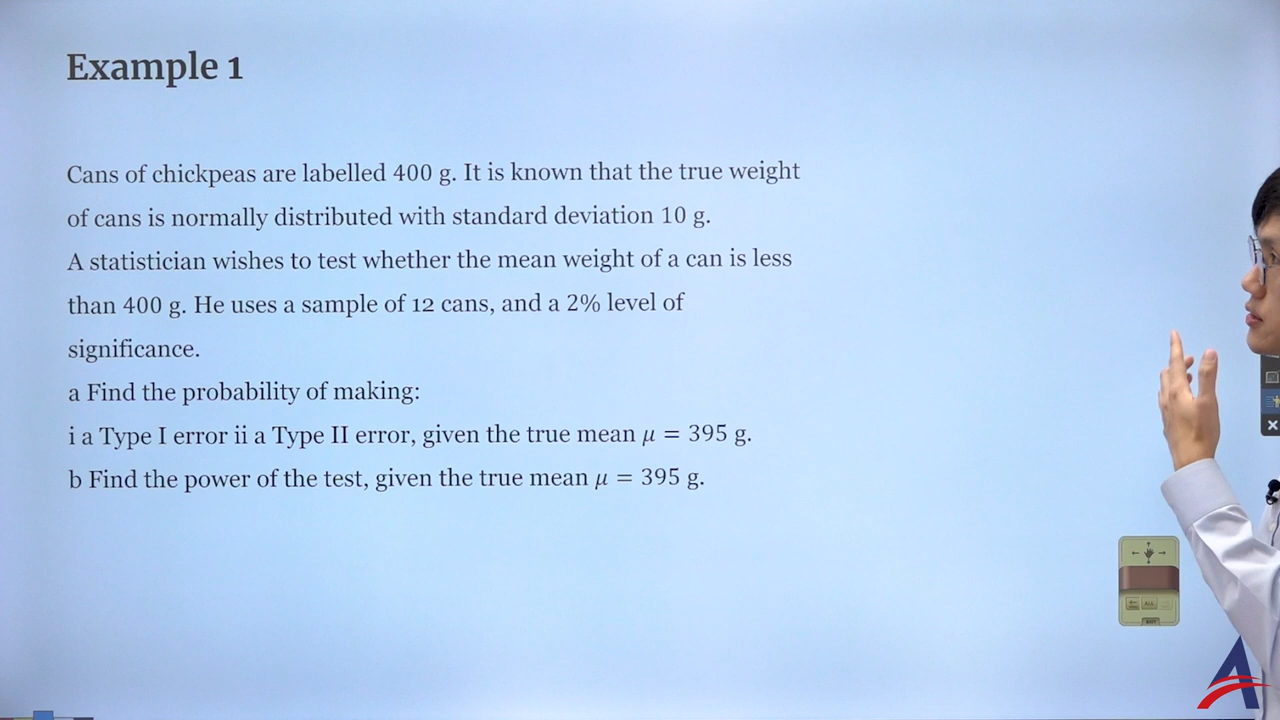 Example 1
Cans of chickpeas are labelled 400 g. It is known that the true weight
of cans is normally distributed with standard deviation 10 g.
A statistician wishes to test whether the mean weight of a can is less
than 400 g. He uses a sample of 12 cans, and a 2% level of
significance.
a Find the probability of making:
i a Type I error ii a Type II error, given the true mean μ = 395 g.
b Find the power of the test, given the true mean μ = 395 g.
ALL